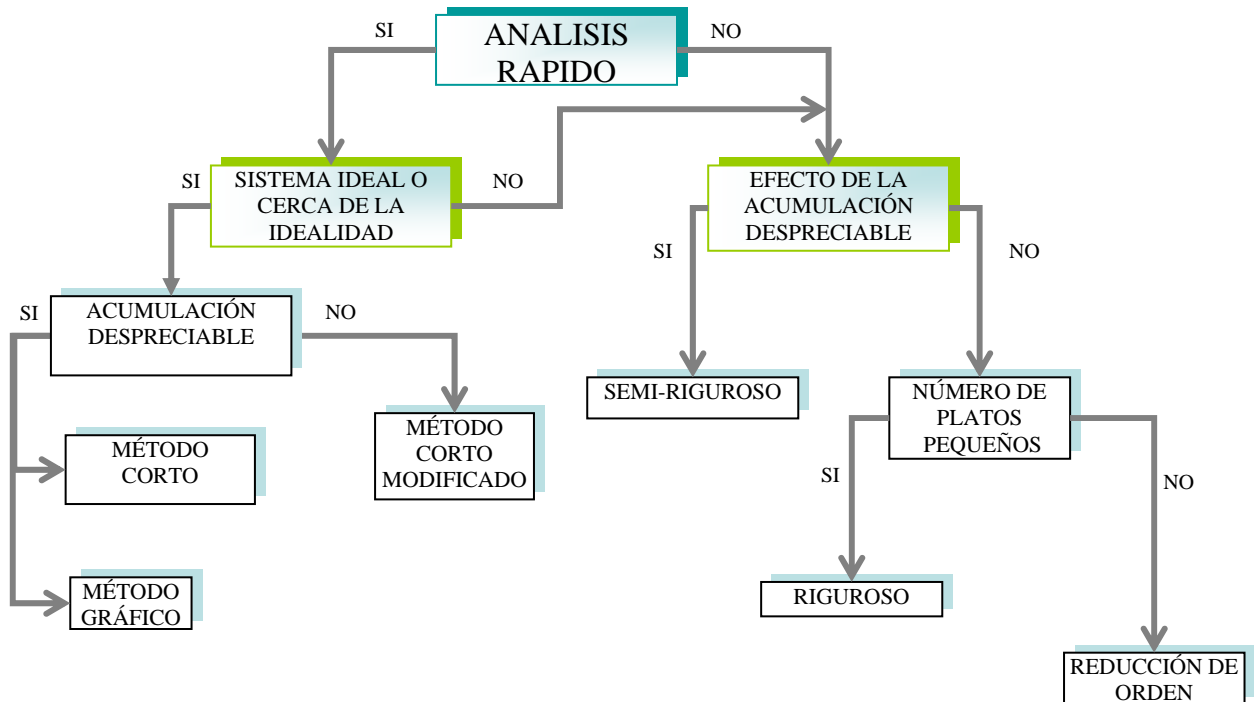 SI
ANALISIS
RAPIDO
NO
SI
SISTEMA IDEAL O
CERCA DE LA
IDEALIDAD
NO
EFECTO DE LA
ACUMULACIÓN
DESPRECIABLE
SI
NO
SI
ACUMULACIÓN
DESPRECIABLE
NO
SEMI-RIGUROSO
NÚMERO DE
PLATOS
PEQUEÑOS
MÉTODO
CORTO
MÉTODO
CORTO
MODIFICADO
SI
NO
MÉTODO
GRÁFICO
RIGUROSO
REDUCCIÓN DE
ORDEN